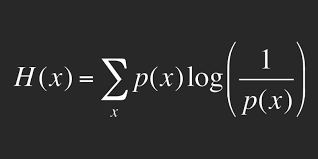 H(x) = ∑ₓ p(x) log(1/p(x))